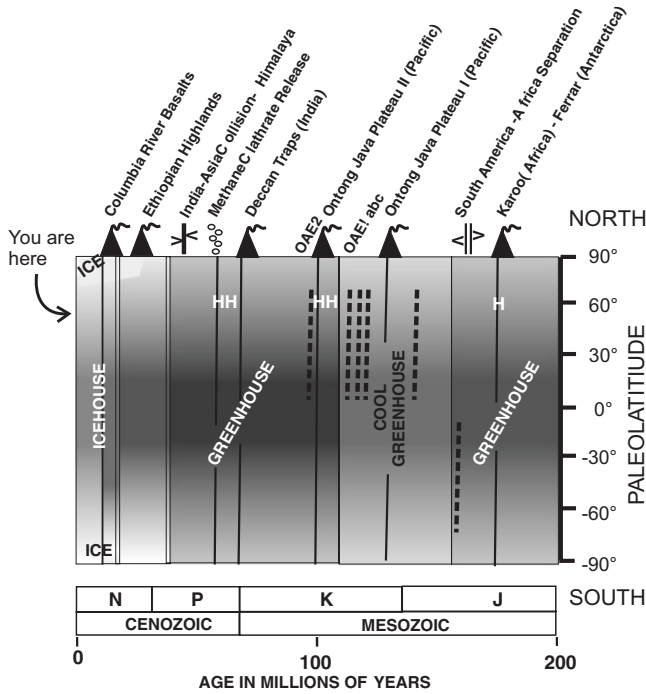 Columbia River Basalts
Ethiopian Highlands
India-AsiaC ollision- Himalaya
MethaneC lathrate Release
Deccan Traps (India)
OAE2
Ontong Java Plateau II (Pacific)
OAE! abc
Ontong Java Plateau I (Pacific)
South America -A frica Separation
Karoo( Africa) - Ferrar (Antarctica)
NORTH
You are
here
ICE
HH
HH
H
ICEHOUSE
GREENHOUSE
COOL
GREENHOUSE
GREENHOUSE
ICE
90°
60°
30°
0°
-30°
-60°
-90°
PALEOLATITIUDE
SOUTH
N P K J
CENOZOIC MESOZOIC
0 100 200
AGE IN MILLIONS OF YEARS